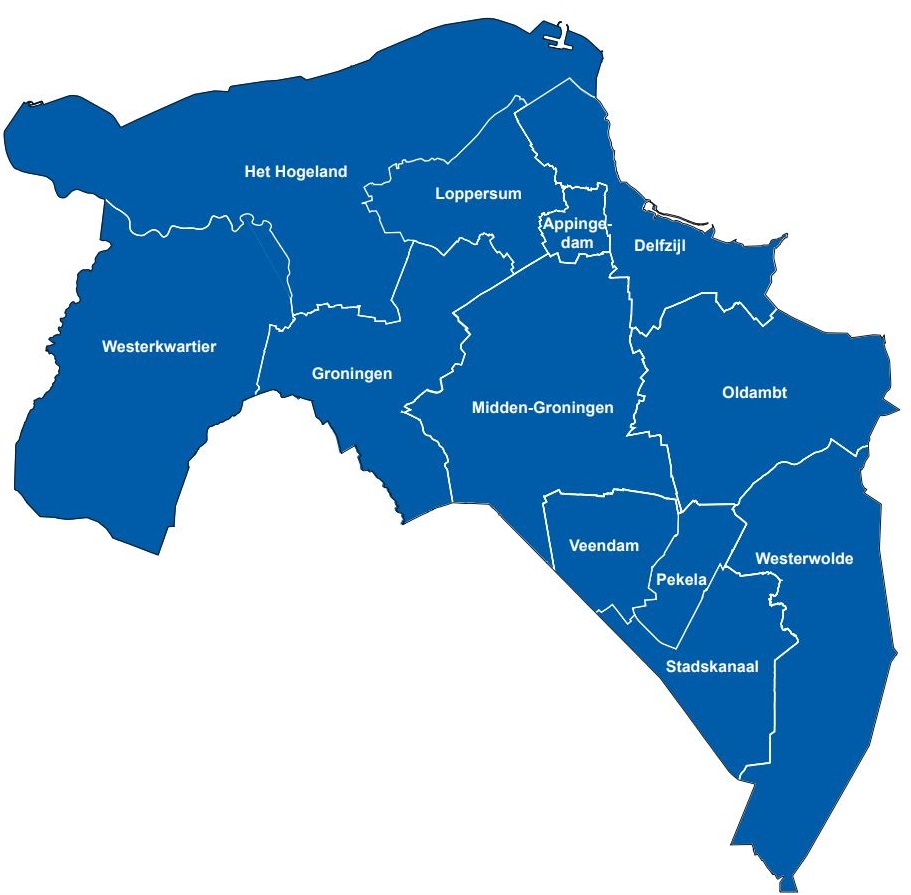 Het Hogeland
Loppersum
Appinge-
dam
Delfzijl
Westerkwartier
Groningen
Midden-Groningen
Oldambt
Veendam
Westerwolde
Pekela
Stadskanaal